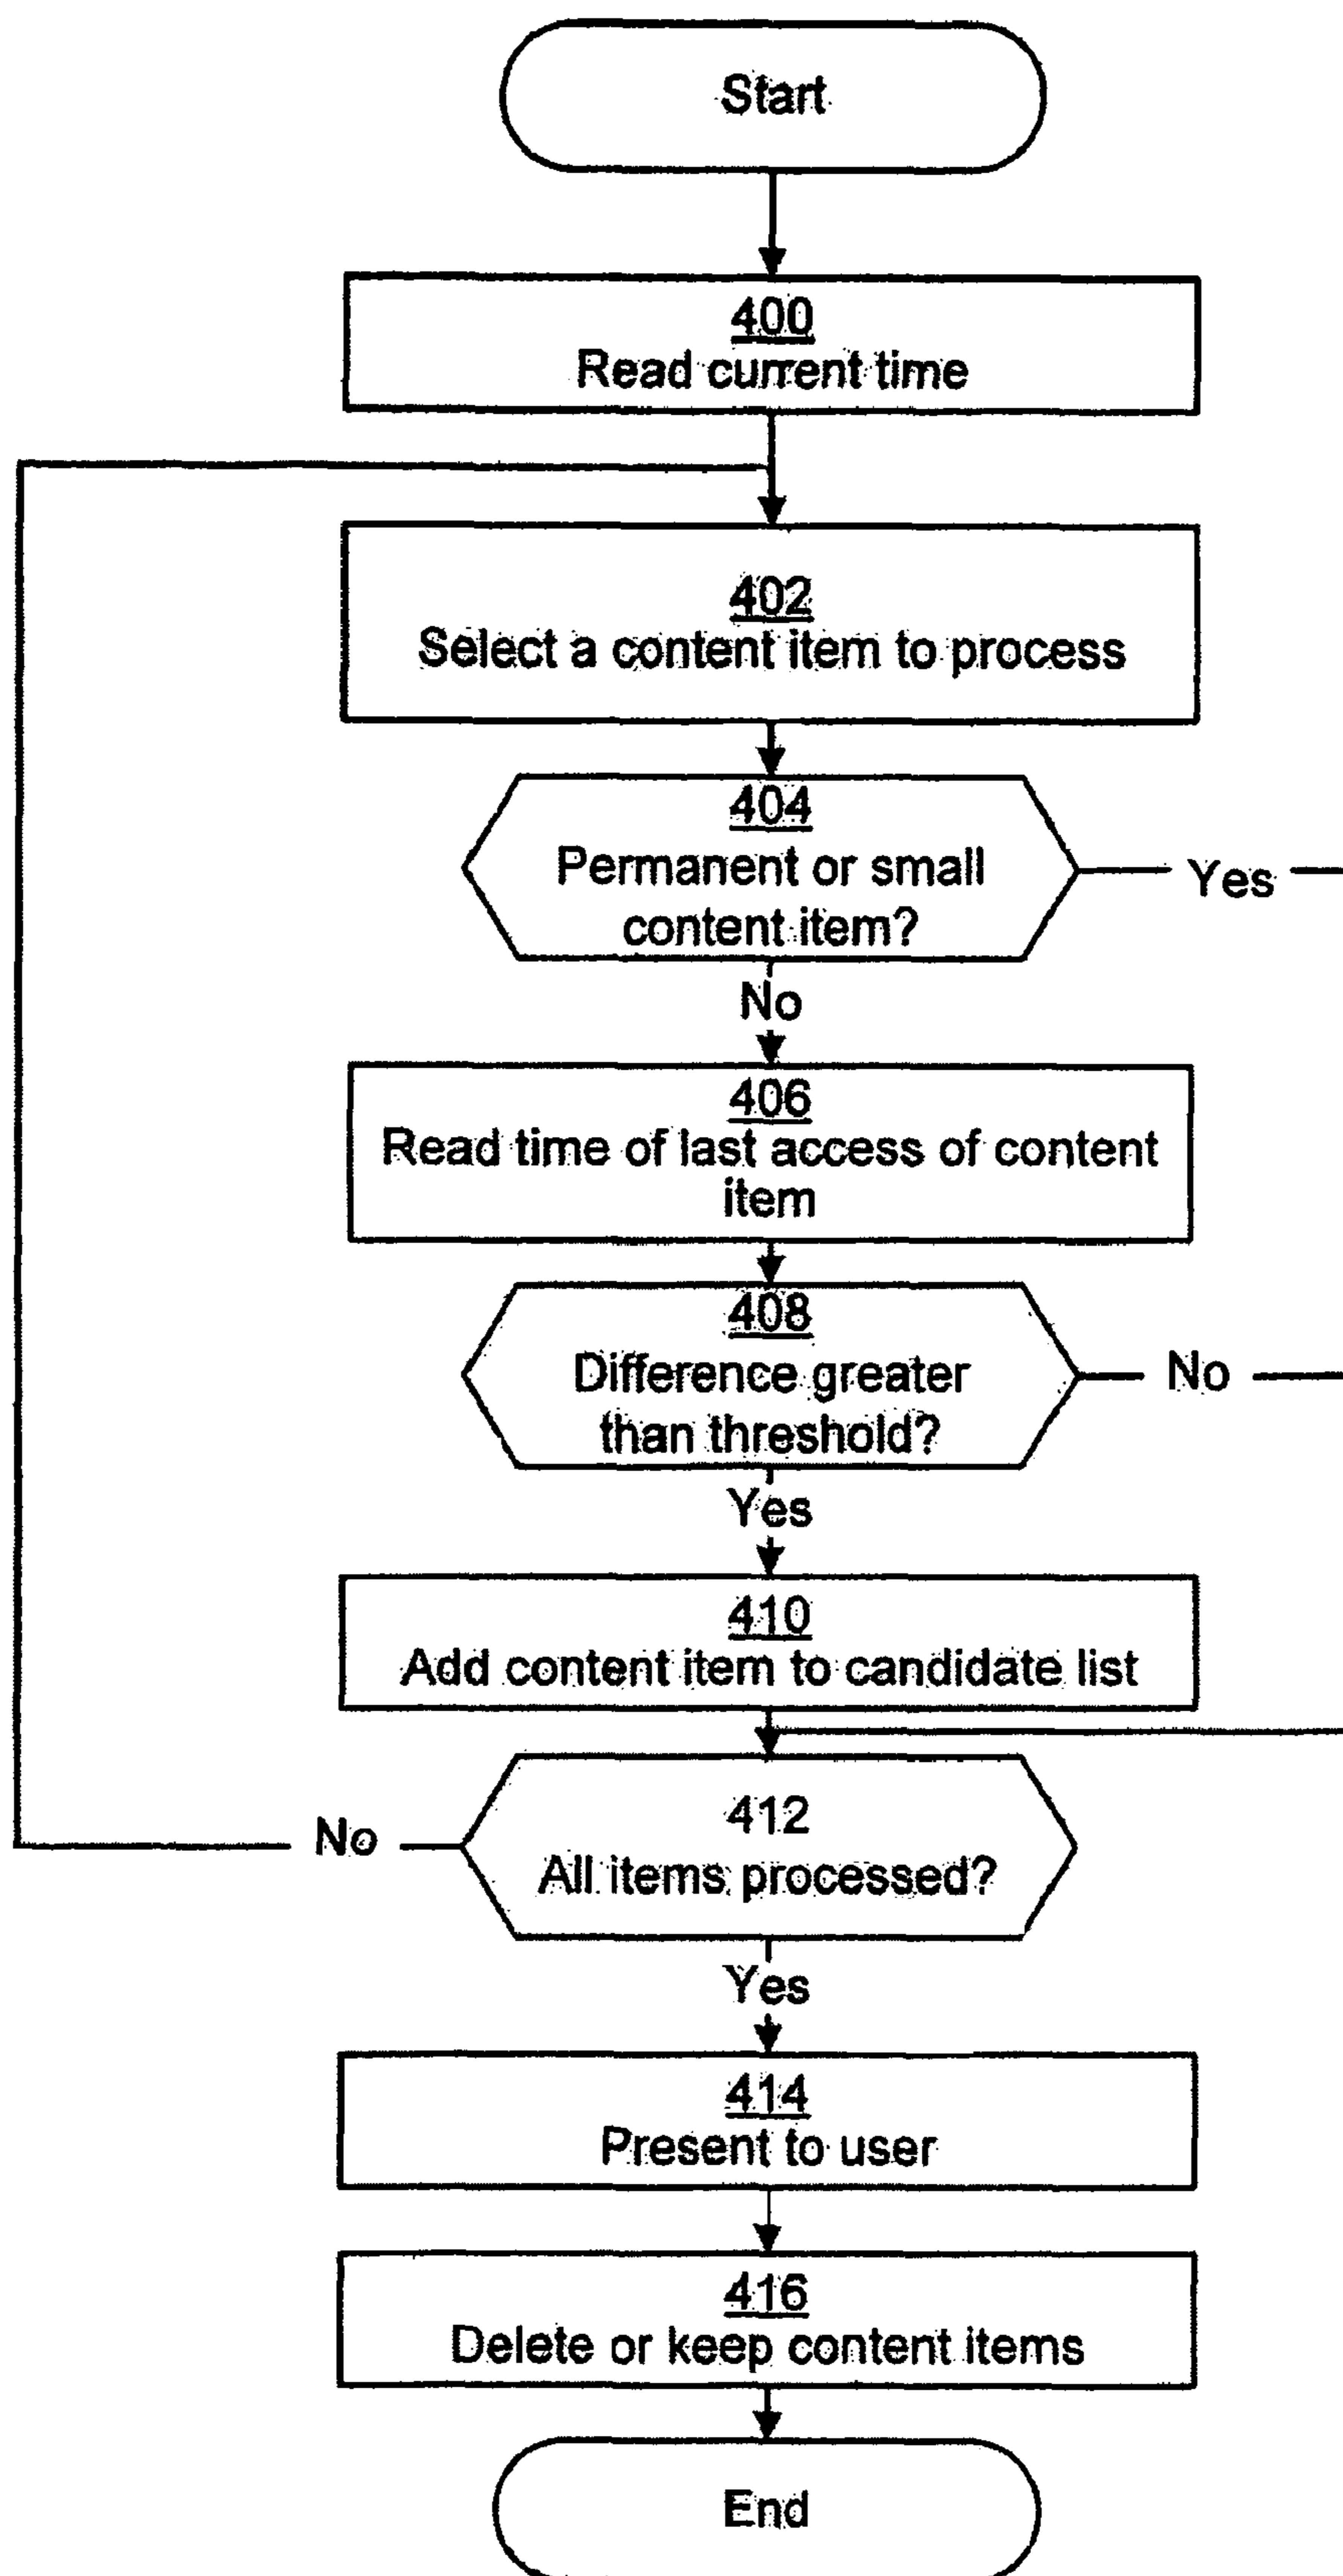 Start
400
Read current time
402
Select a content item to process
404
Permanent or small
content item?
Yes
No
406
Read time of last access of content
item
408
Difference greater
than threshold?
No
Yes
410
Add content item to candidate list
412
All items processed?
No
Yes
414
Present to user
416
Delete or keep content items
End